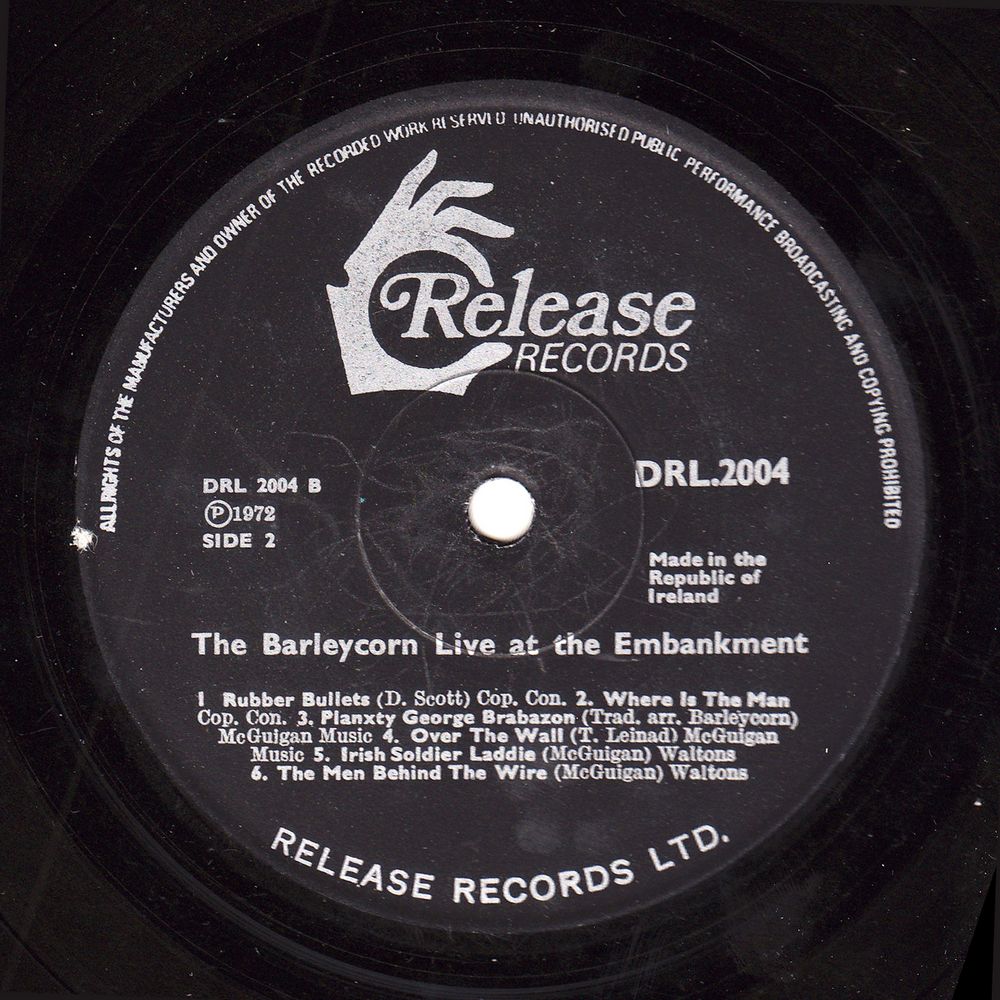 ALL RIGHTS OF THE MANUFACTURERS AND OWNER OF THE RECORDED WORK RESERVED UNAUTHORISED PUBLIC PERFORMANCE BROADCASTING AND COPYING PROHIBITED
Release
RECORDS
DRL 2004 B
Ⓟ1972
SIDE 2
DRL.2004
Made in the
Republic of
Ireland
The Barleycorn Live at the Embankment
1 Rubber Bullets (D. Scott) Cop. Con. 2. Where Is The Man
Cop. Con. 3. Planxty George Brabazon (Trad. arr. Barleycorn)
McGuigan Music 4. Over The Wall (T. Leinad) McGuigan
Music 5. Irish Soldier Laddie (McGuigan) Waltons
6. The Men Behind The Wire (McGuigan) Waltons
RELEASE RECORDS LTD.